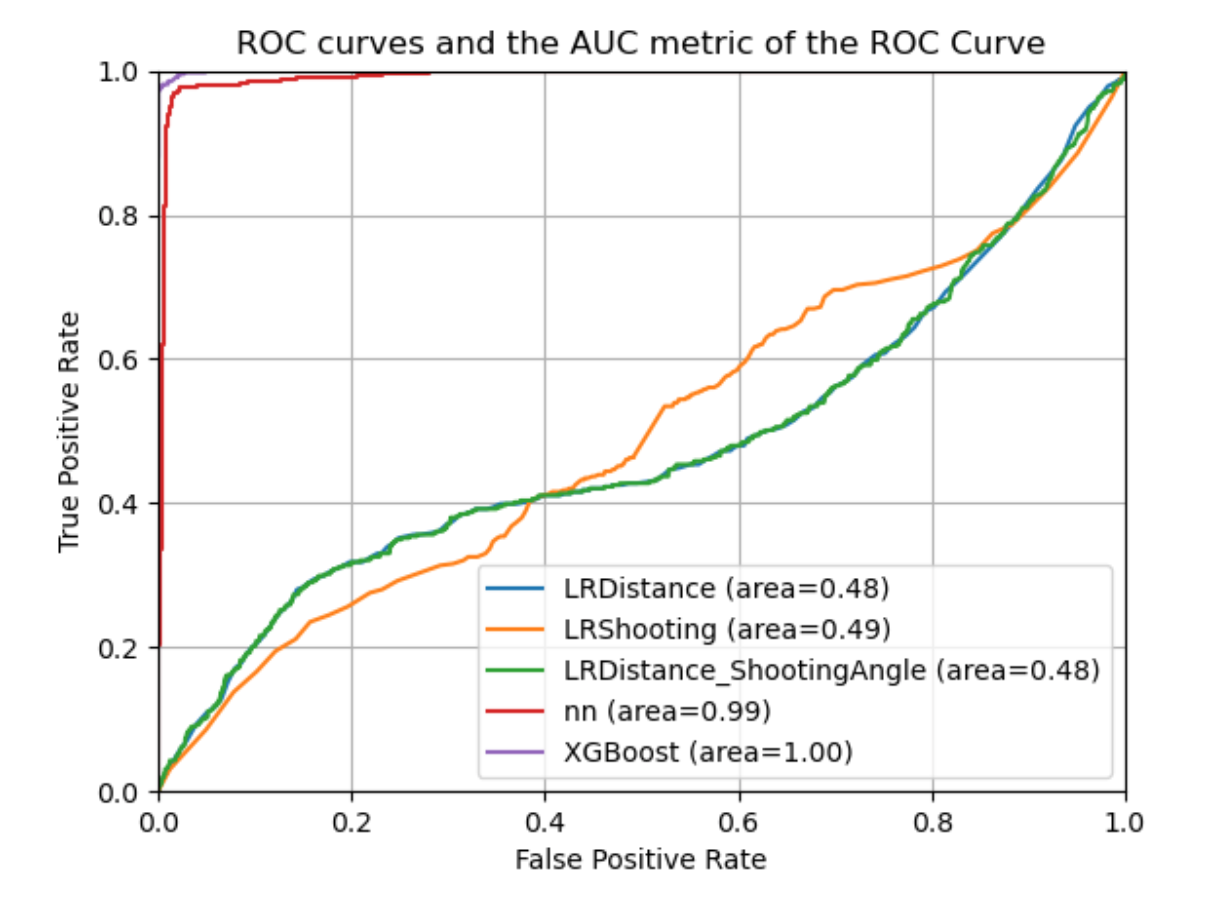 ROC curves and the AUC metric of the ROC Curve
1.0
0.8
0.6
0.4
0.2
0.0
True Positive Rate
LRDistance (area=0.48)
LRShooting (area=0.49)
LRDistance_ShootingAngle (area=0.48)
nn (area=0.99)
XGBoost (area=1.00)
0.0 0.2 0.4 0.6 0.8 1.0
False Positive Rate